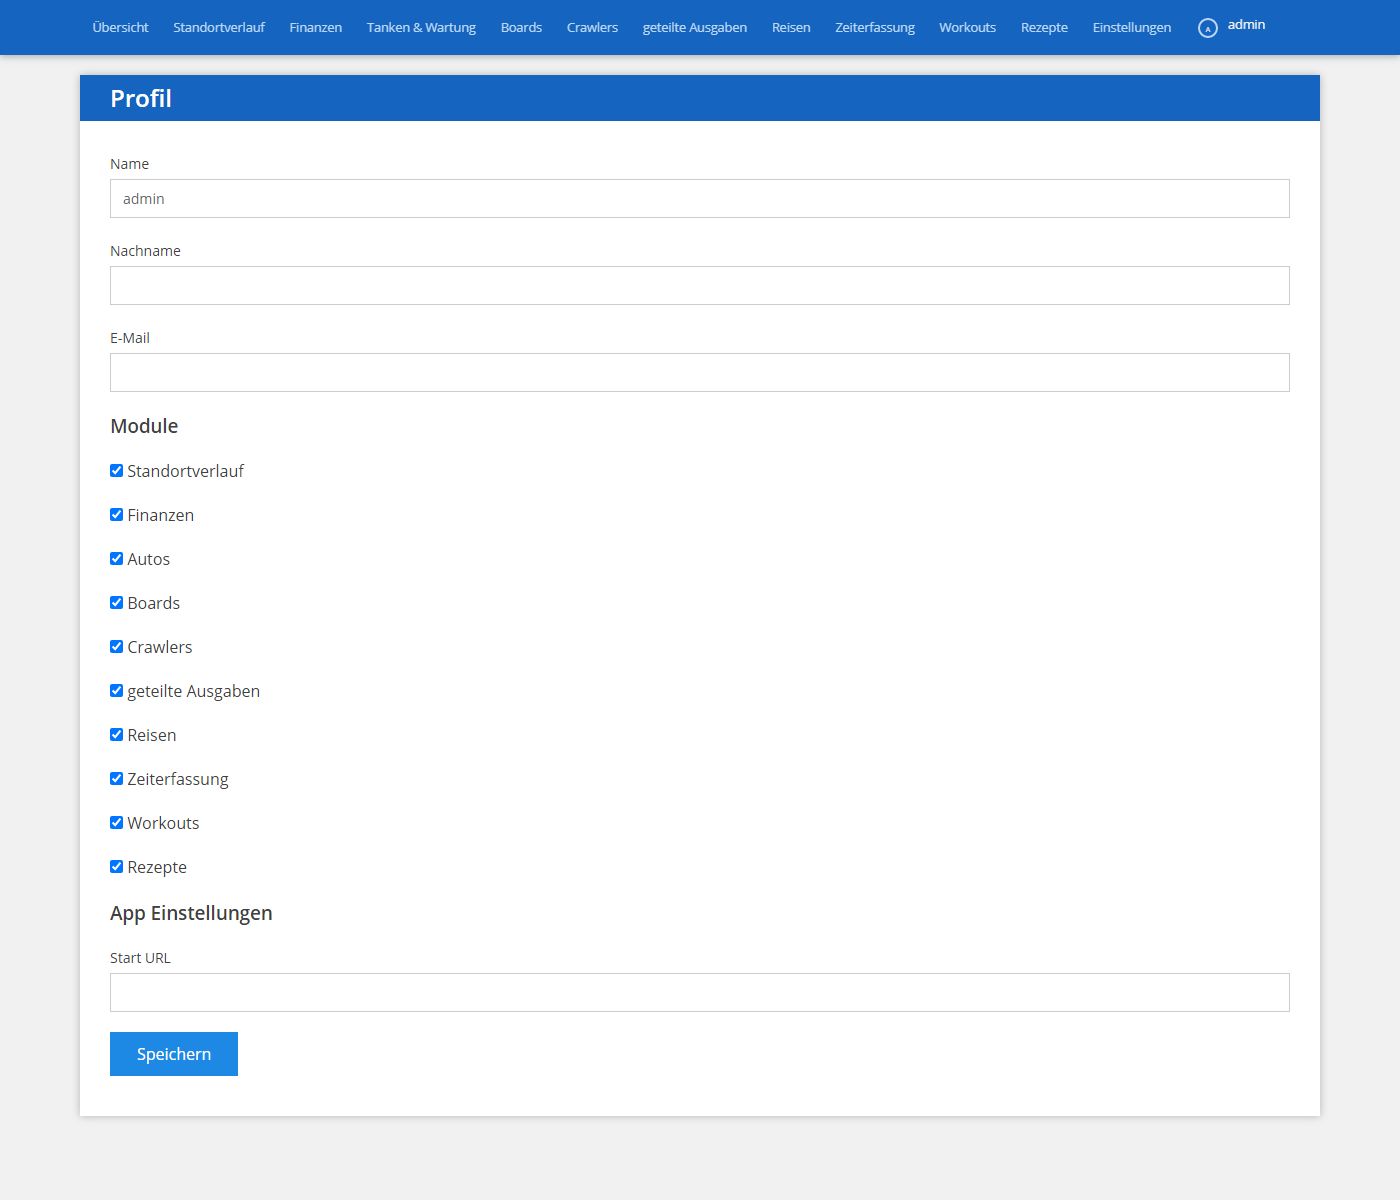 Übersicht Standortverlauf Finanzen Tanken & Wartung Boards Crawlers geteilte Ausgaben Reisen Zeiterfassung Workouts Rezepte Einstellungen A admin
Profil
Name
admin
Nachname
E-Mail
Module
Standortverlauf
Finanzen
Autos
Boards
Crawlers
geteilte Ausgaben
Reisen
Zeiterfassung
Workouts
Rezepte
App Einstellungen
Start URL
Speichern